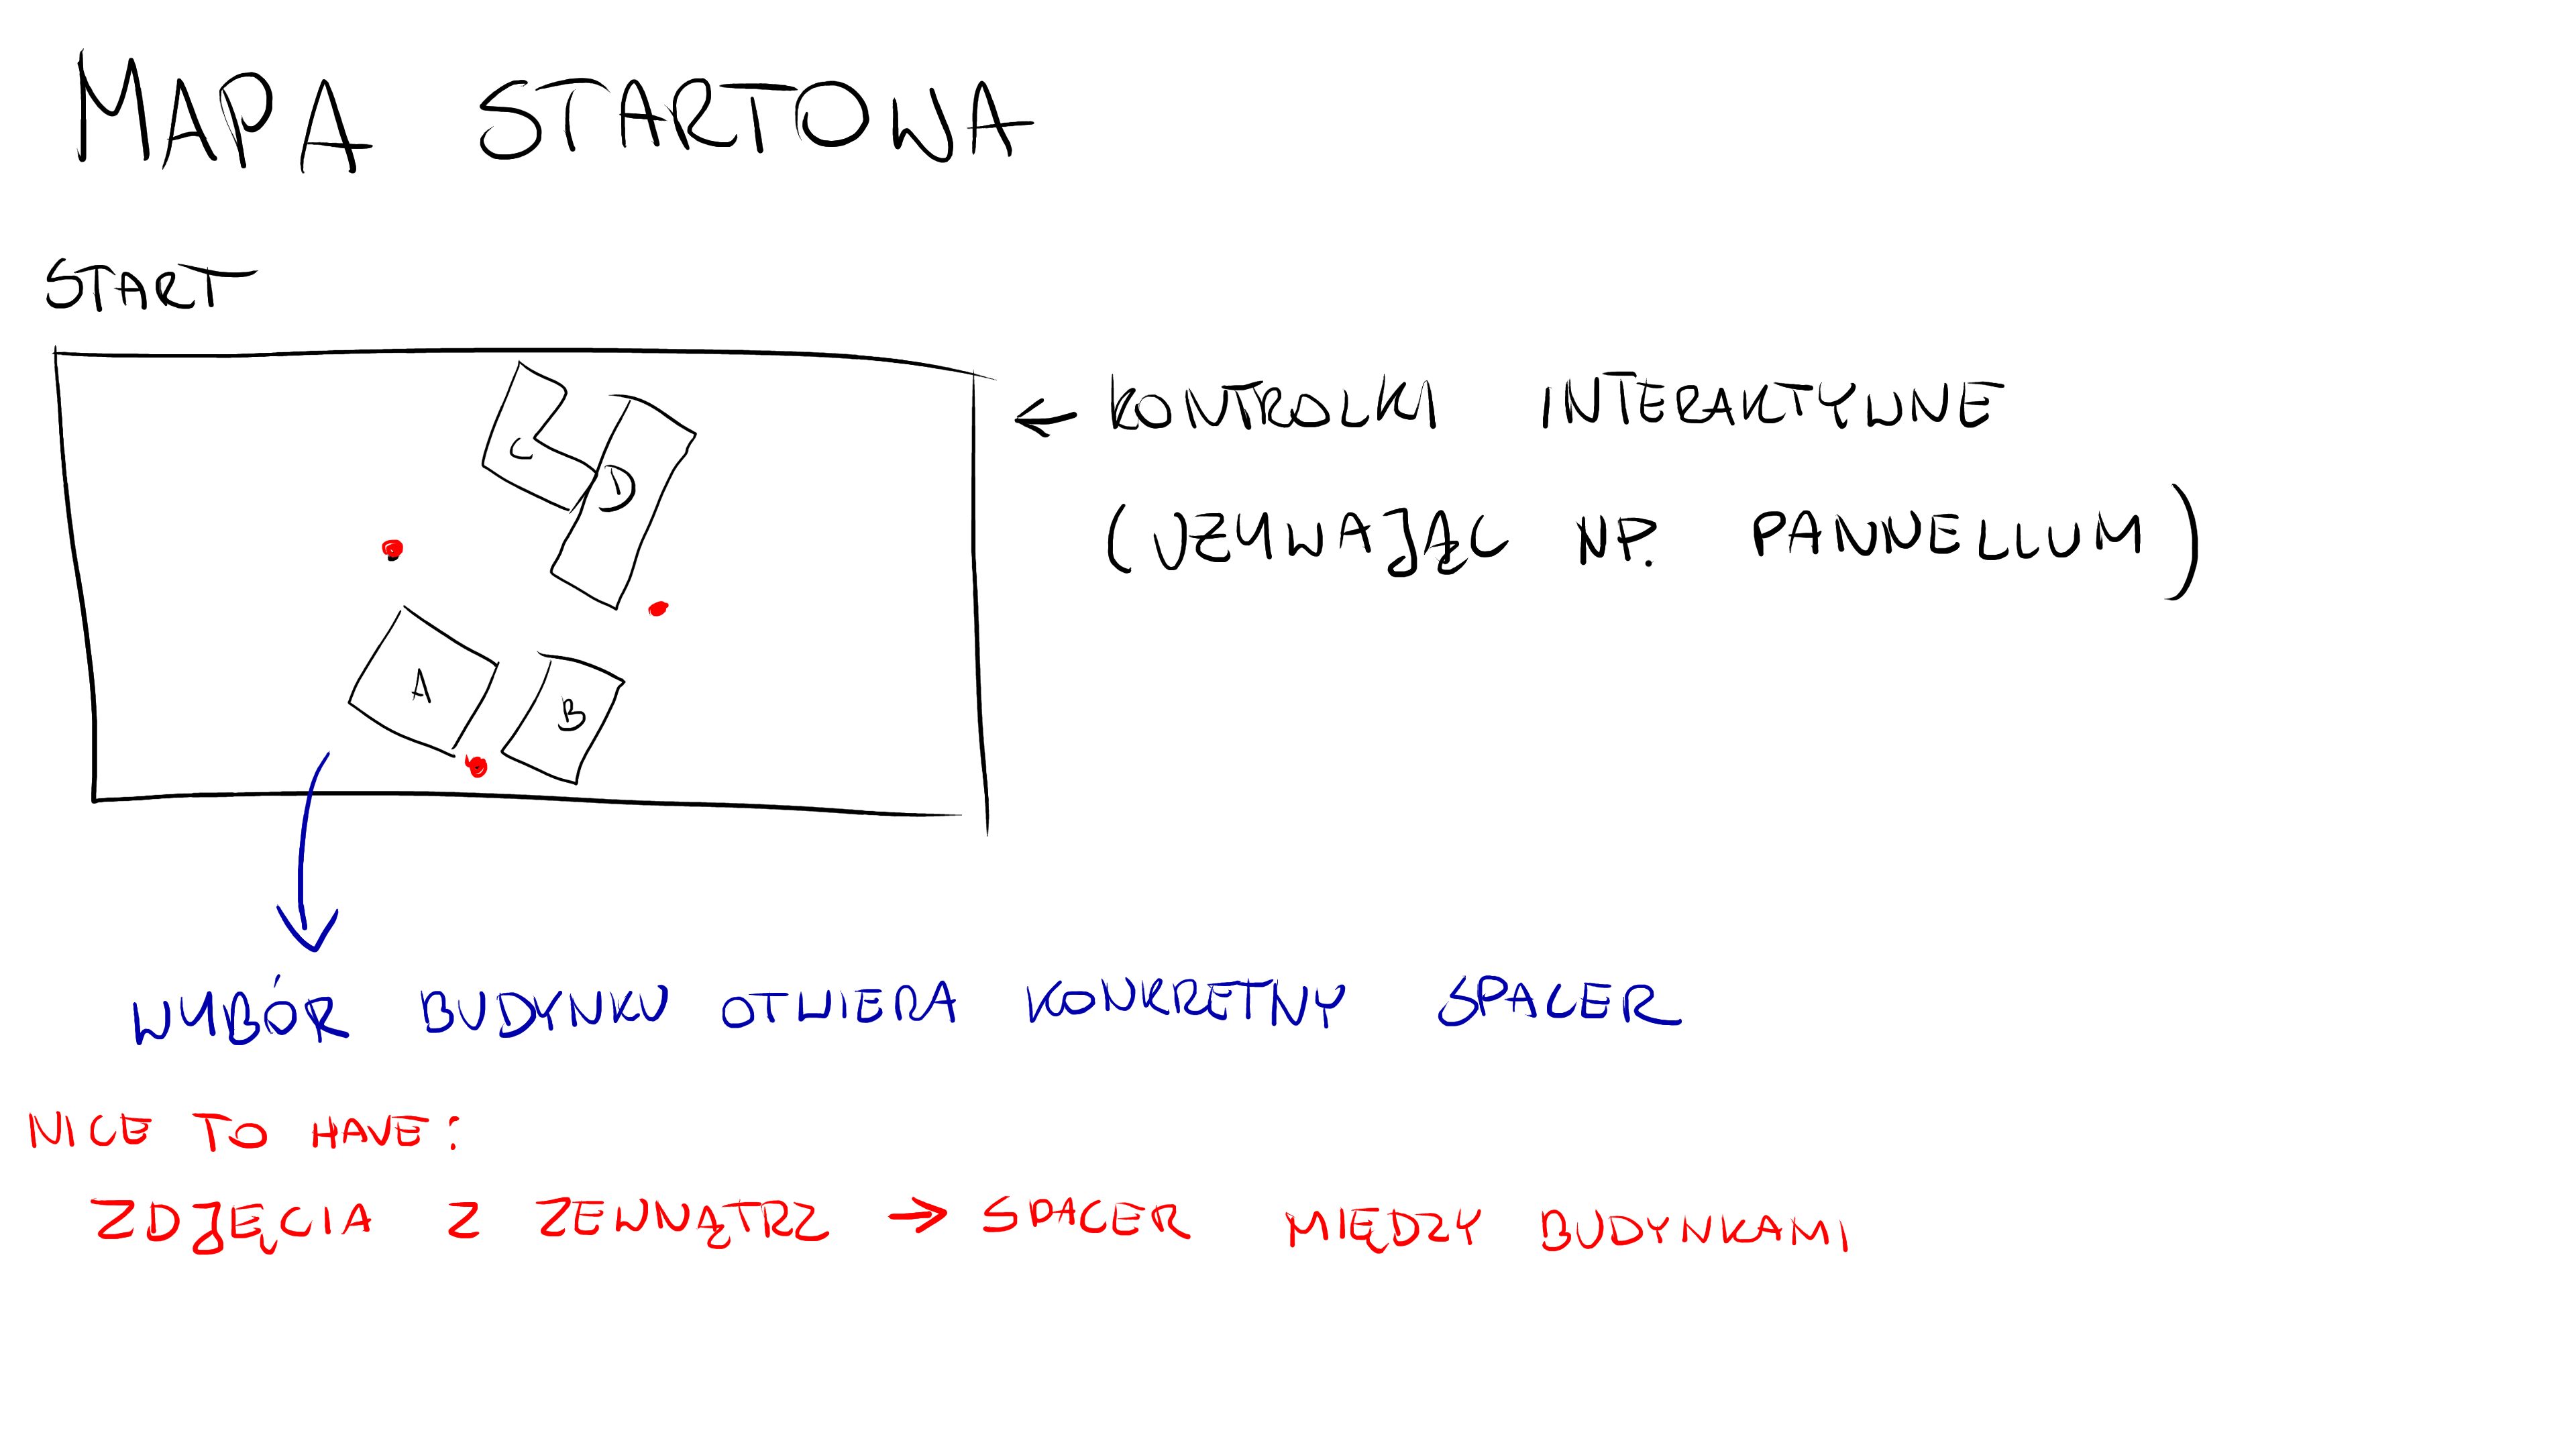 MAPA STARTOWA
START
C
D
A
B
← KONTROLKI INTERAKTYWNE
(UZYWAJĄC NP. PANNELLUM)
WYBÓR BUDYNKU OTWIERA KONKRETNY SPACER
NICE TO HAVE:
ZDJĘCIA Z ZEWNĄTRZ → SPACER MIĘDZY BUDYNKAMI